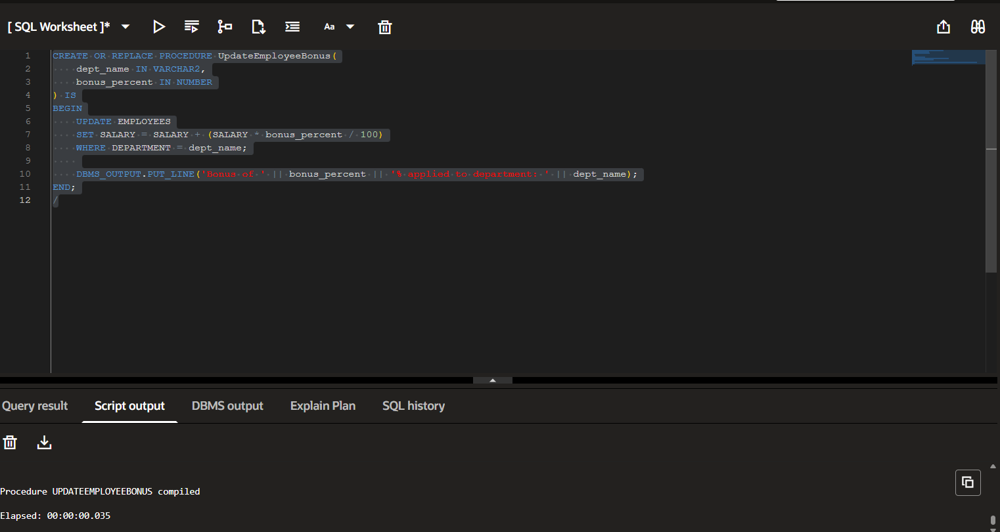 [ SQL Worksheet ]*
Aa
1 CREATE OR REPLACE PROCEDURE UpdateEmployeeBonus(
2     dept_name IN VARCHAR2,
3     bonus_percent IN NUMBER
4 ) IS
5 BEGIN
6     UPDATE EMPLOYEES
7     SET SALARY = SALARY + (SALARY * bonus_percent / 100)
8     WHERE DEPARTMENT = dept_name;
9
10     DBMS_OUTPUT.PUT_LINE('Bonus of ' || bonus_percent || '% applied to department: ' || dept_name);
11 END;
12 /
Query result Script output DBMS output Explain Plan SQL history
Procedure UPDATEEMPLOYEEBONUS compiled
Elapsed: 00:00:00.035